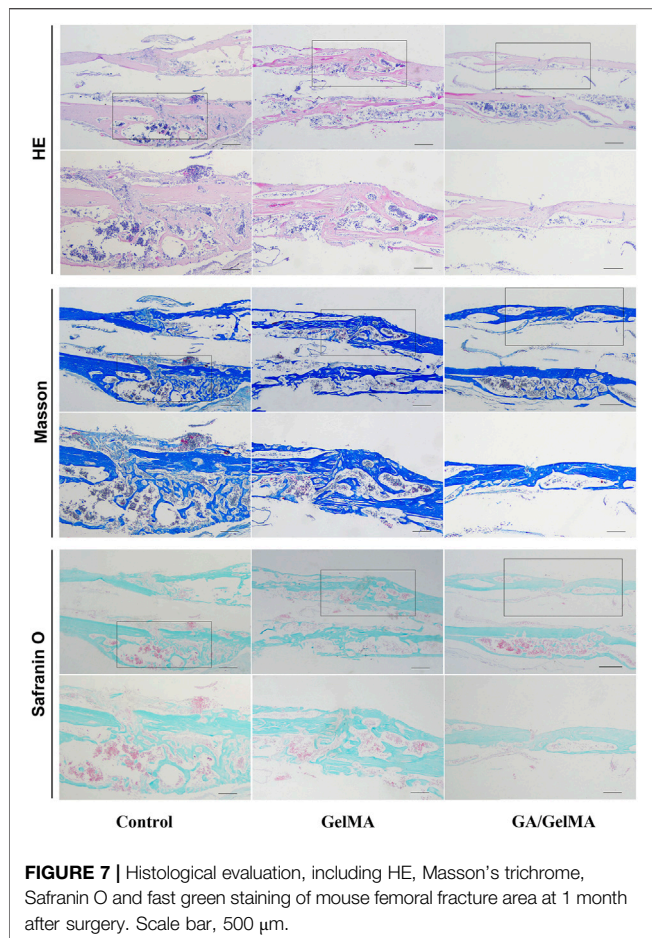 HE
Masson
Safranin O
Control GelMA GA/GelMA
FIGURE 7 | Histological evaluation, including HE, Masson's trichrome,
Safranin O and fast green staining of mouse femoral fracture area at 1 month
after surgery. Scale bar, 500 μm.